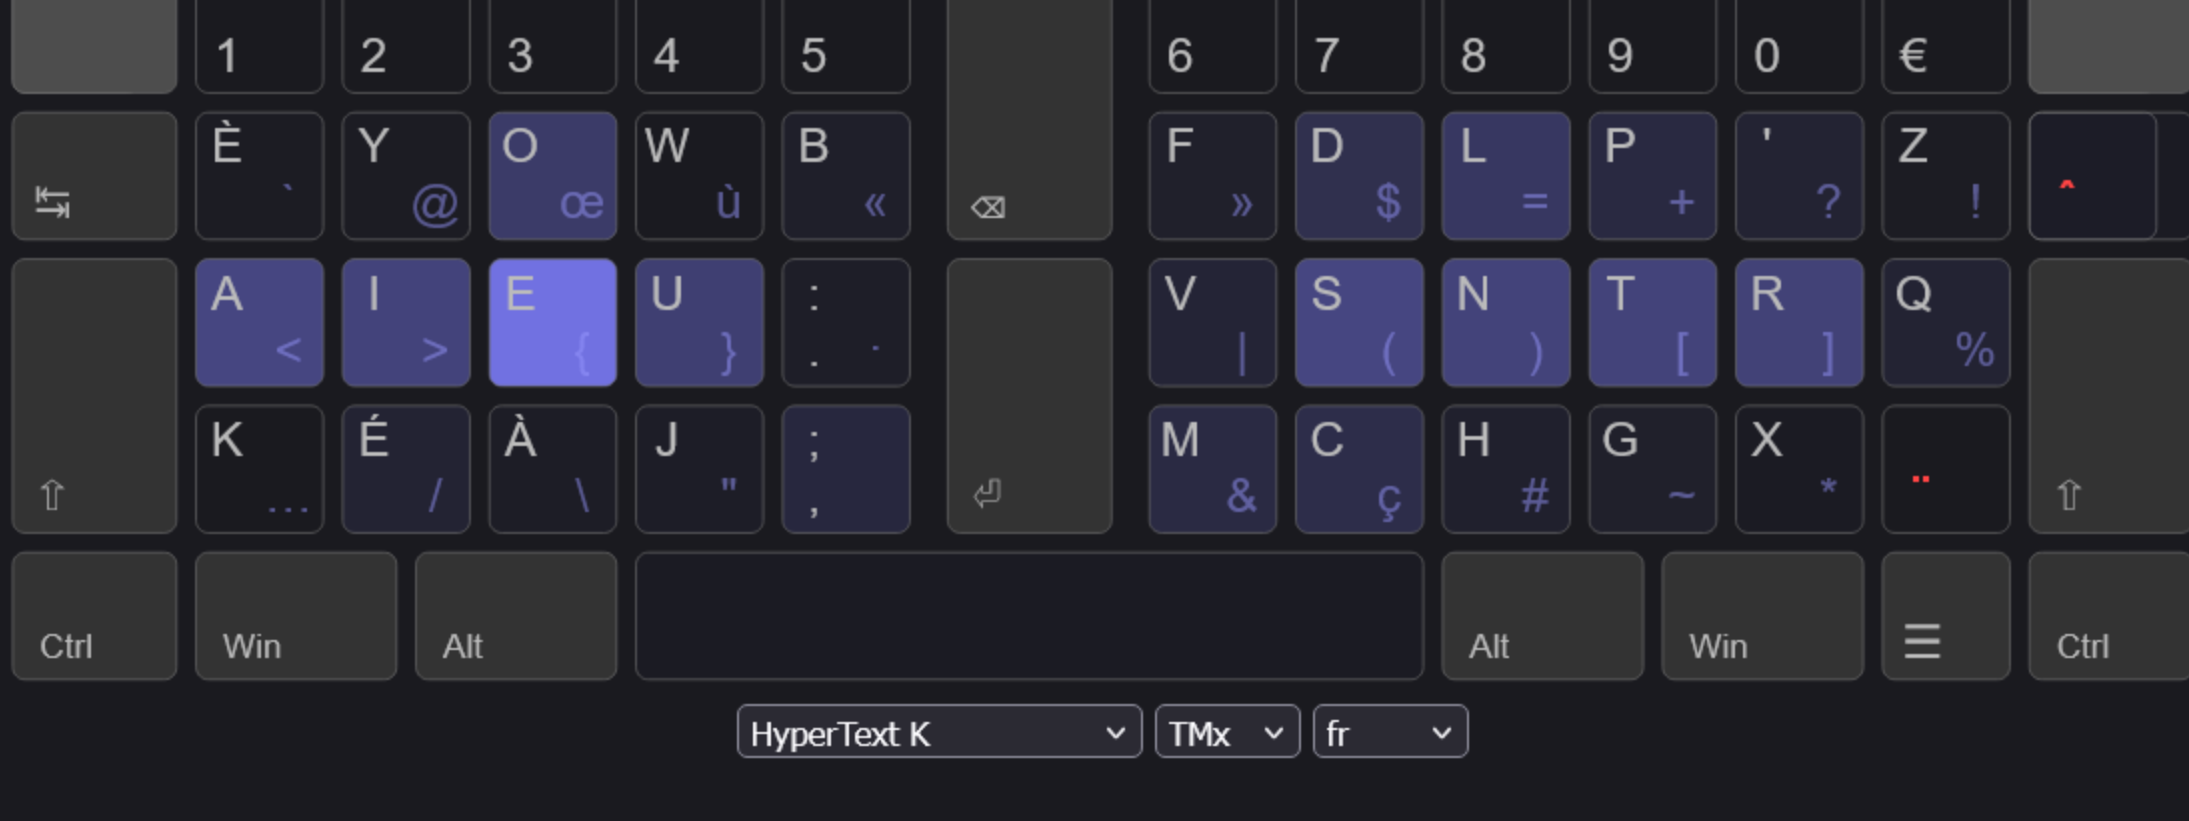 1 2 3 4 5 6 7 8 9 0 €
↹ È ` Y @ O œ W ù B « ⌫ F » D $ L = P + ' ? Z ! ^
A < I > E { U } : . · V | S ( N ) T [ R ] Q %
⇧ K … É / À \ J " ; , ⏎ M & C ç H # G ~ X * ¨ ⇧
Ctrl Win Alt Alt Win ☰ Ctrl
HyperText K TMx fr